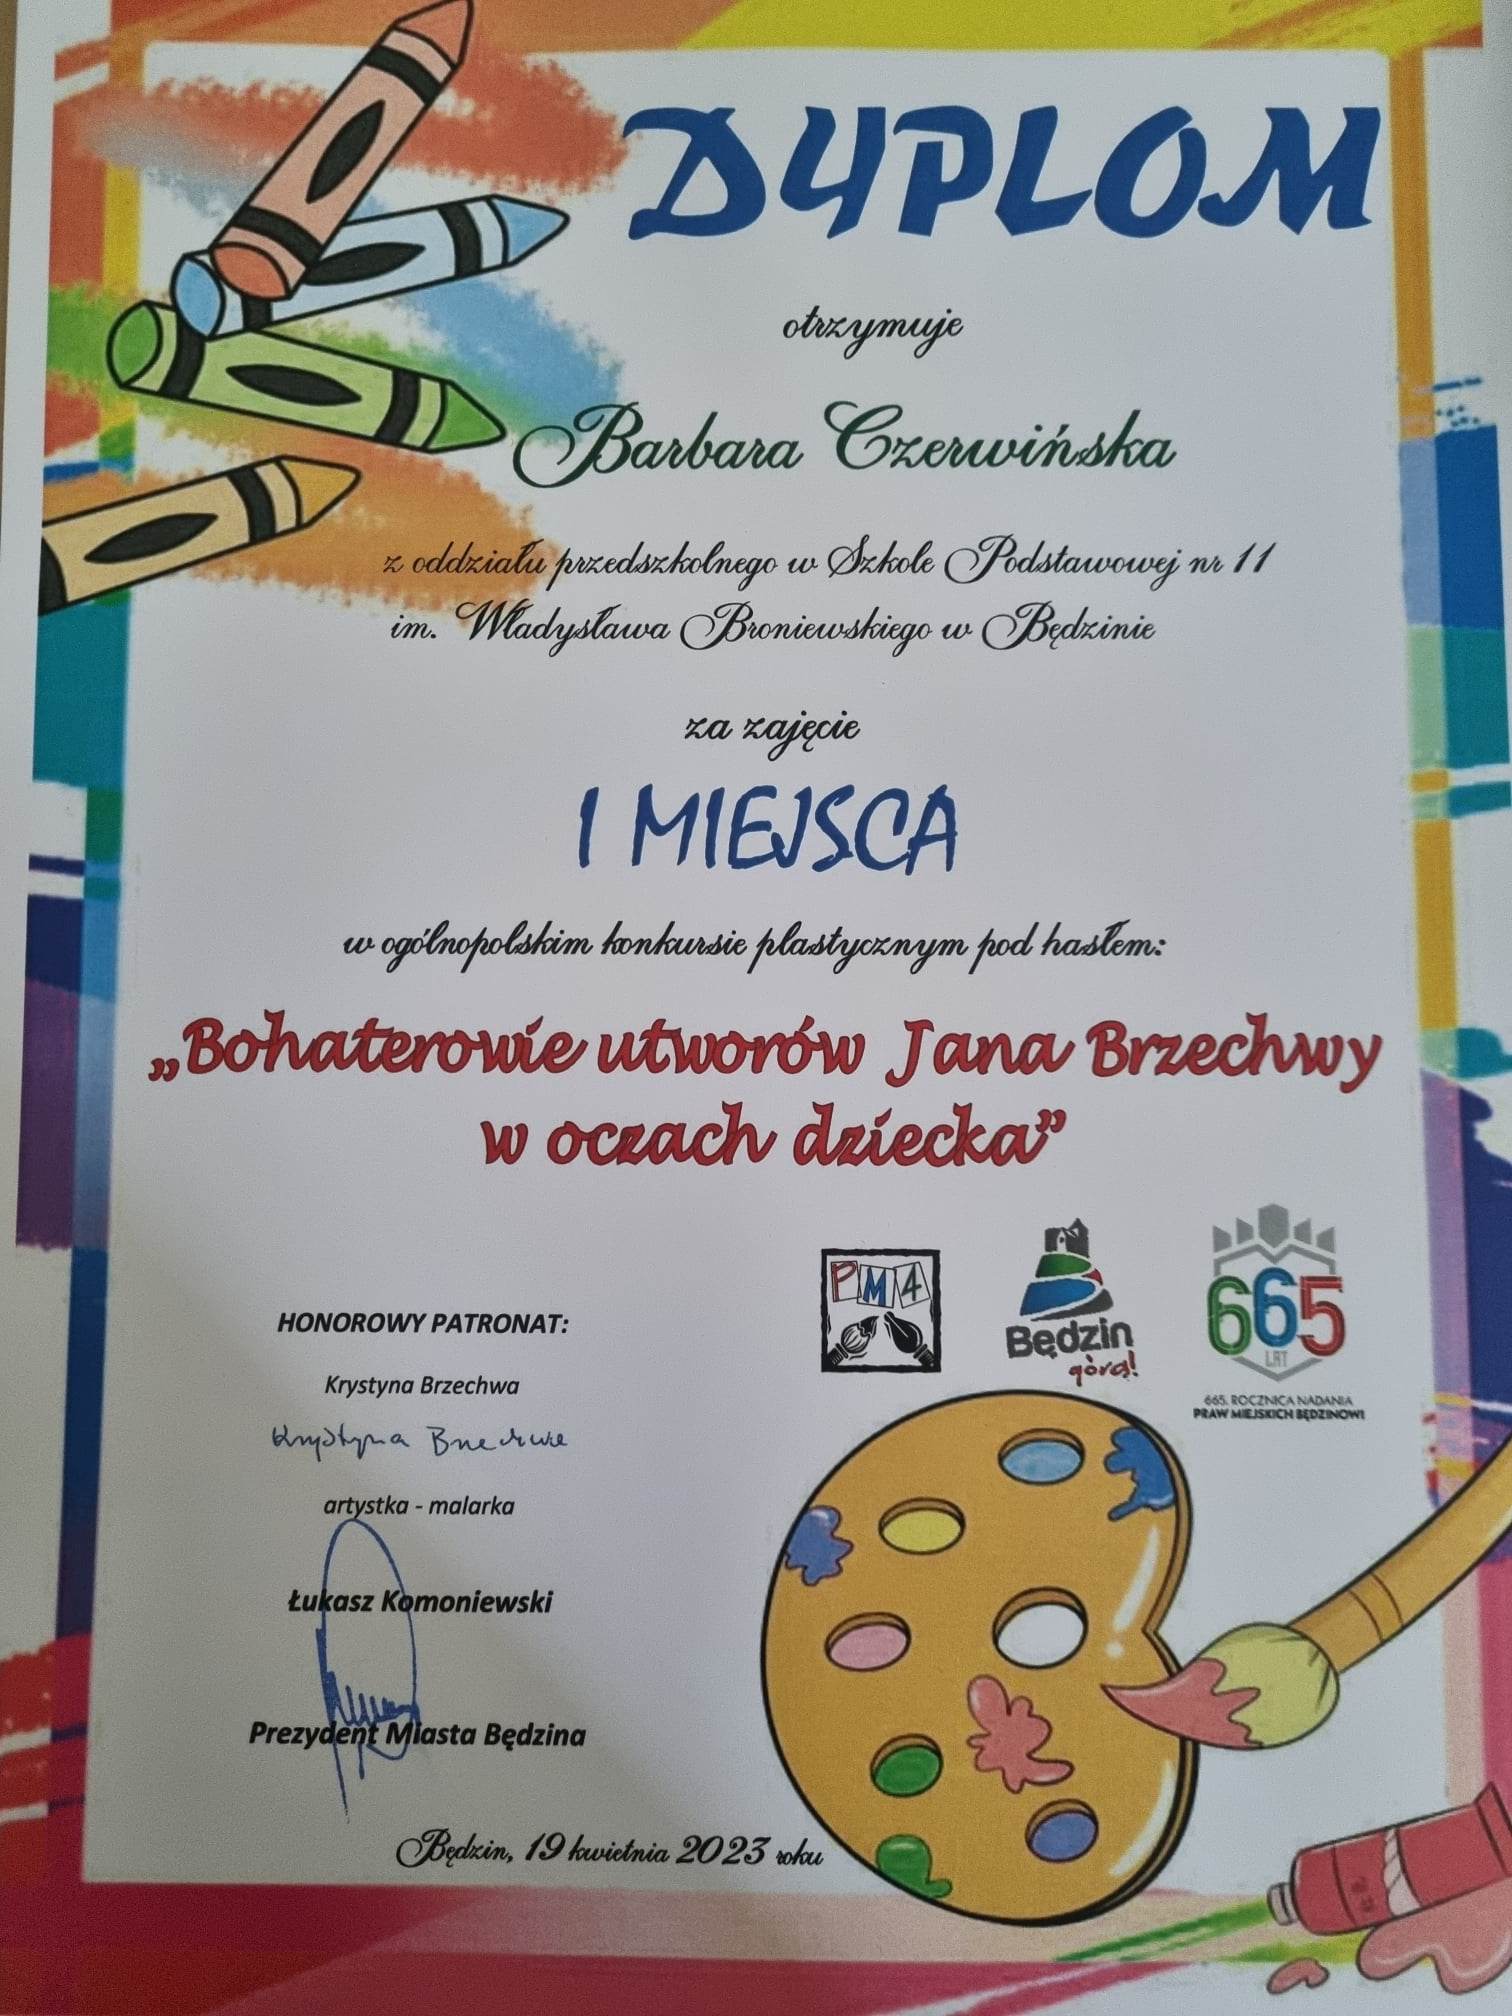 DYPLOM
otrzymuje
Barbara Czerwińska
z oddziału przedszkolnego w Szkole Podstawowej nr 11
im. Władysława Broniewskiego w Będzinie
za zajęcie
I MIEJSCA
w ogólnopolskim konkursie plastycznym pod hasłem:
„Bohaterowie utworów Jana Brzechwy
w oczach dziecka”
PM4
Będzin
góra!
665
LAT
665. ROCZNICA NADANIA
PRAW MIEJSKICH BĘDZINOWI
HONOROWY PATRONAT:
Krystyna Brzechwa
Krystyna Brzechwa
artystka - malarka
Łukasz Komoniewski
Prezydent Miasta Będzina
Będzin, 19 kwietnia 2023 roku